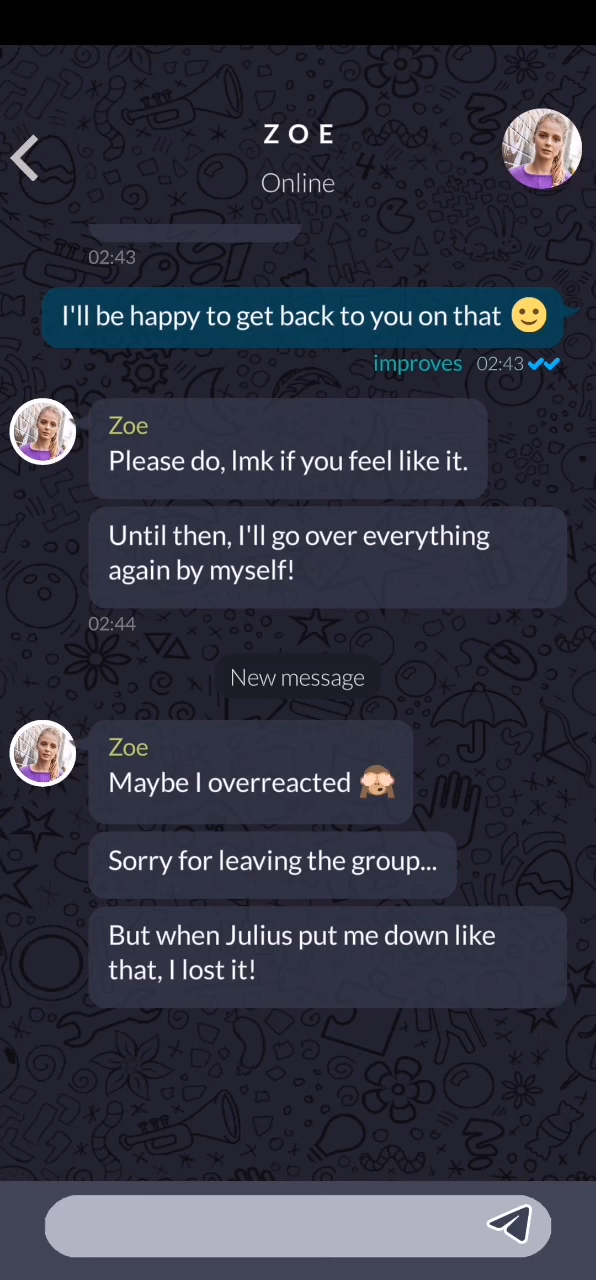 ZOE
Online
02:43
I'll be happy to get back to you on that 🙂
improves 02:43
Zoe
Please do, lmk if you feel like it.
Until then, I'll go over everything
again by myself!
02:44
New message
Zoe
Maybe I overreacted 🙈
Sorry for leaving the group...
But when Julius put me down like
that, I lost it!